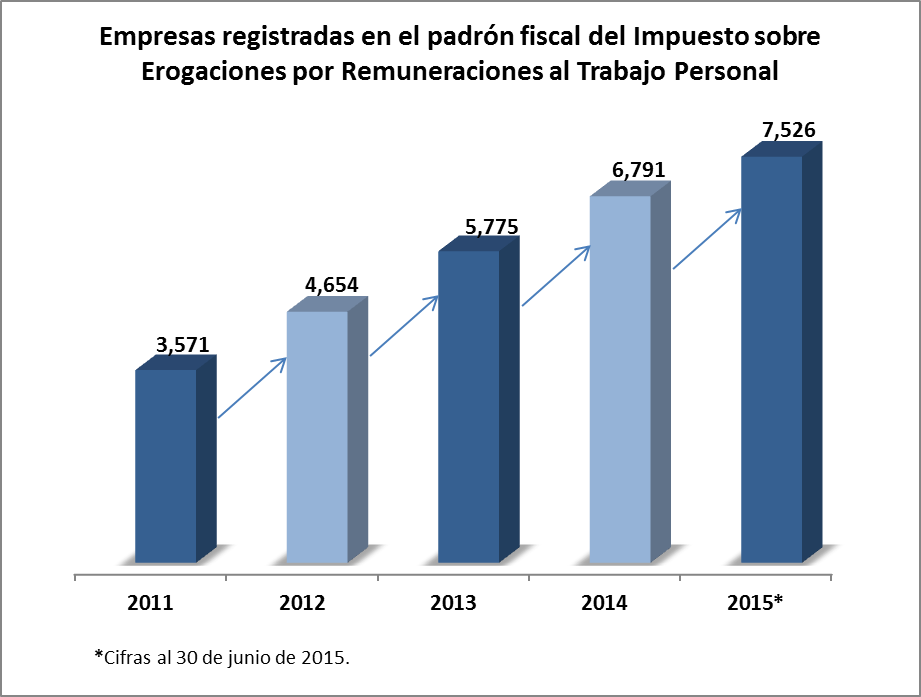 Empresas registradas en el padrón fiscal del Impuesto sobre
Erogaciones por Remuneraciones al Trabajo Personal
7,526
6,791
5,775
4,654
3,571
2011 2012 2013 2014 2015*
*Cifras al 30 de junio de 2015.